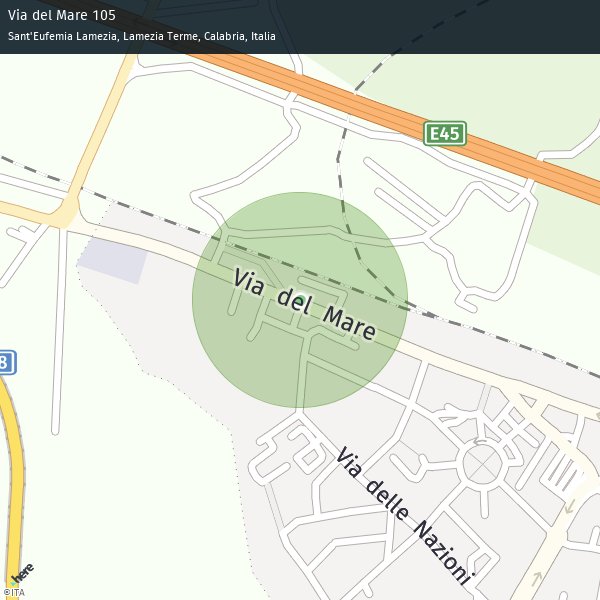 Via del Mare 105
Sant'Eufemia Lamezia, Lamezia Terme, Calabria, Italia
E45
Via del Mare
8
Via delle Nazioni
here
©ITA